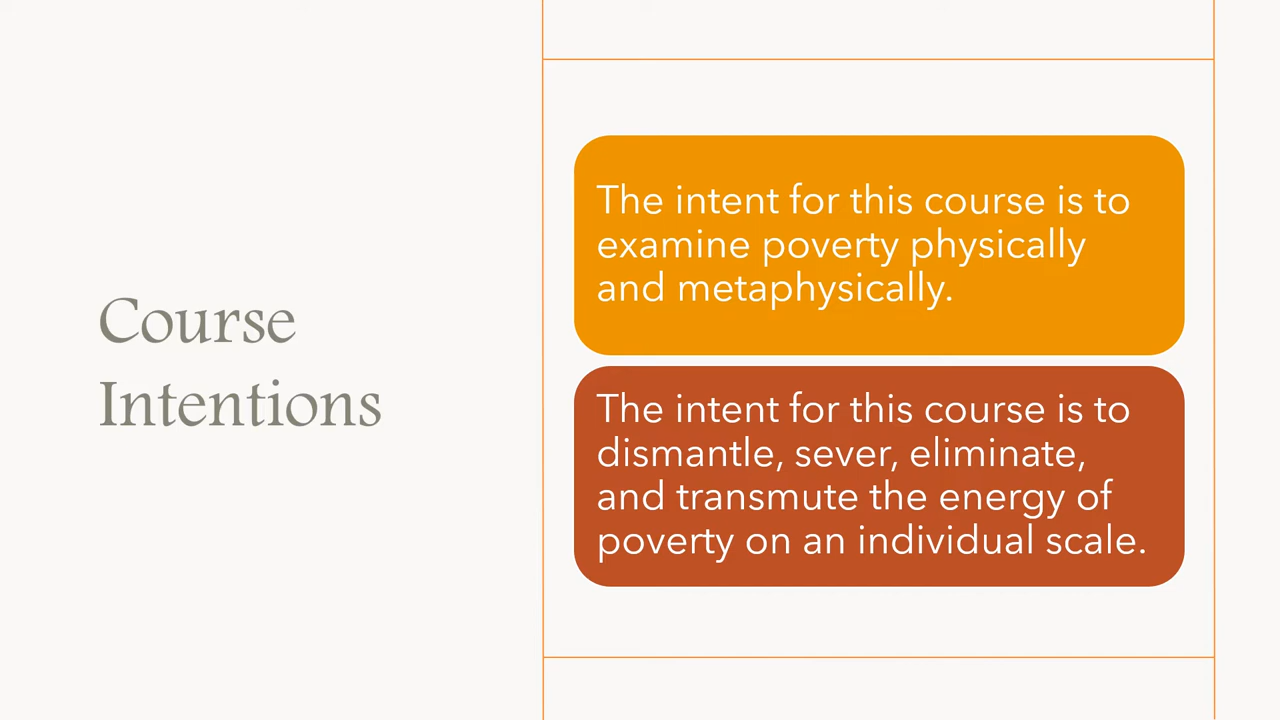 Course
Intentions
The intent for this course is to
examine poverty physically
and metaphysically.
The intent for this course is to
dismantle, sever, eliminate,
and transmute the energy of
poverty on an individual scale.